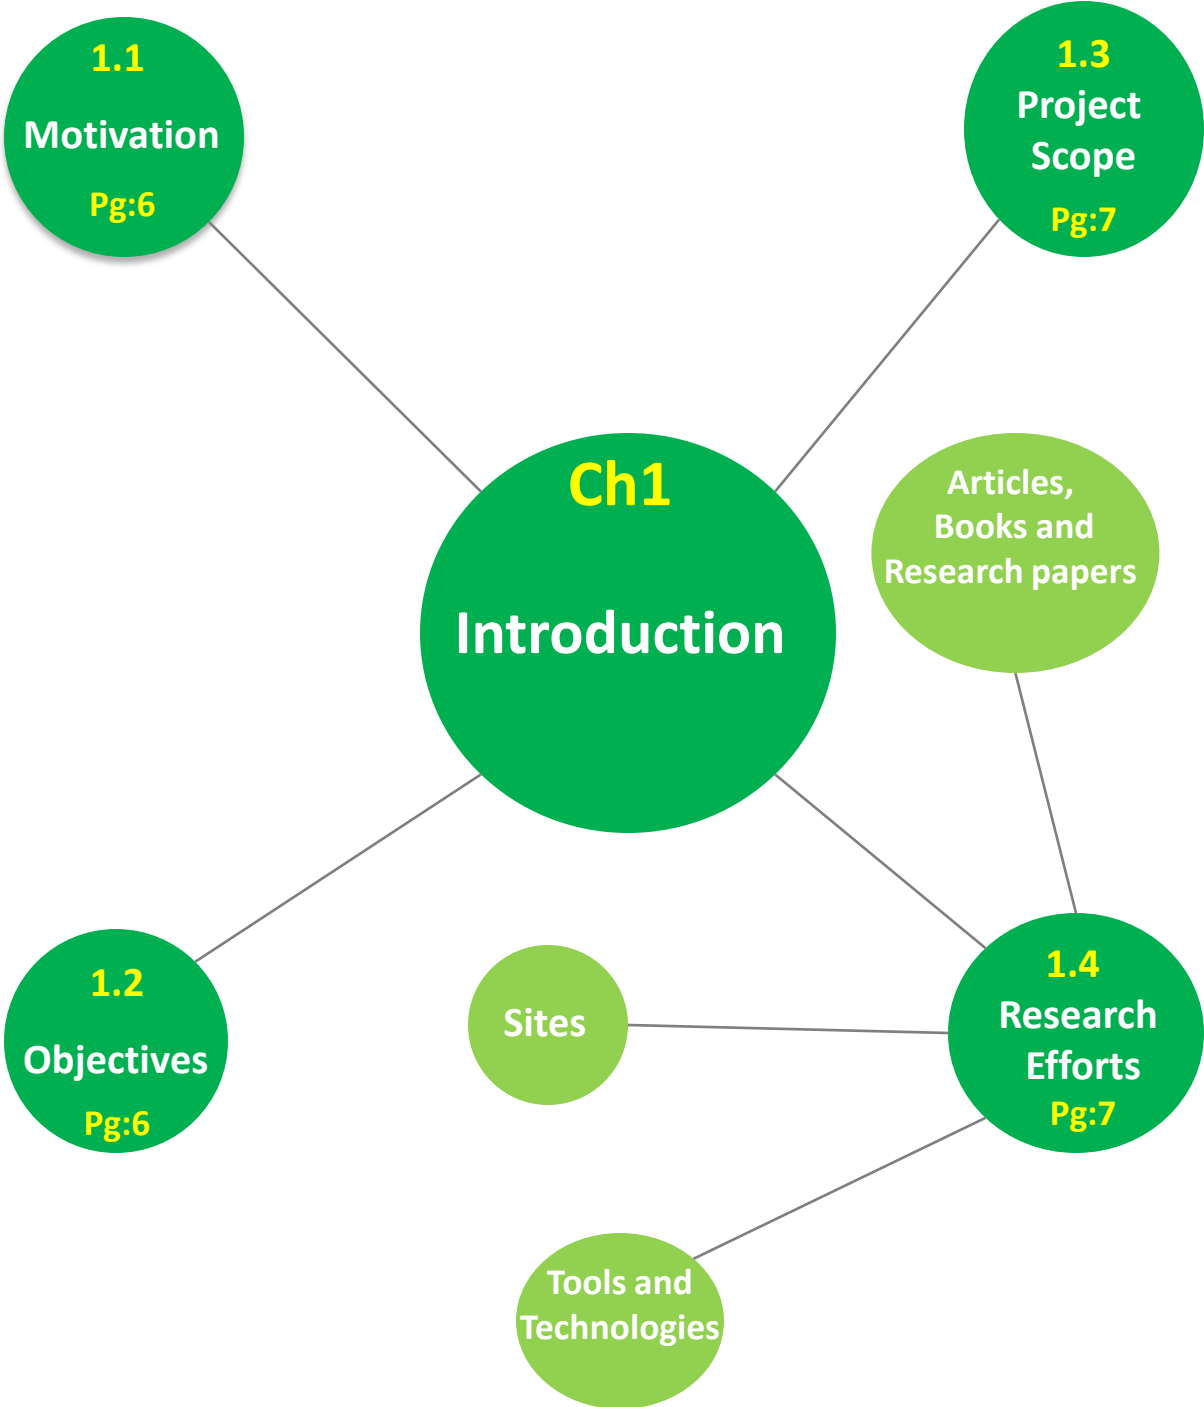 1.1
Motivation
Pg:6
1.3
Project
Scope
Pg:7
Ch1
Introduction
Articles,
Books and
Research papers
1.2
Objectives
Pg:6
Sites
1.4
Research
Efforts
Pg:7
Tools and
Technologies